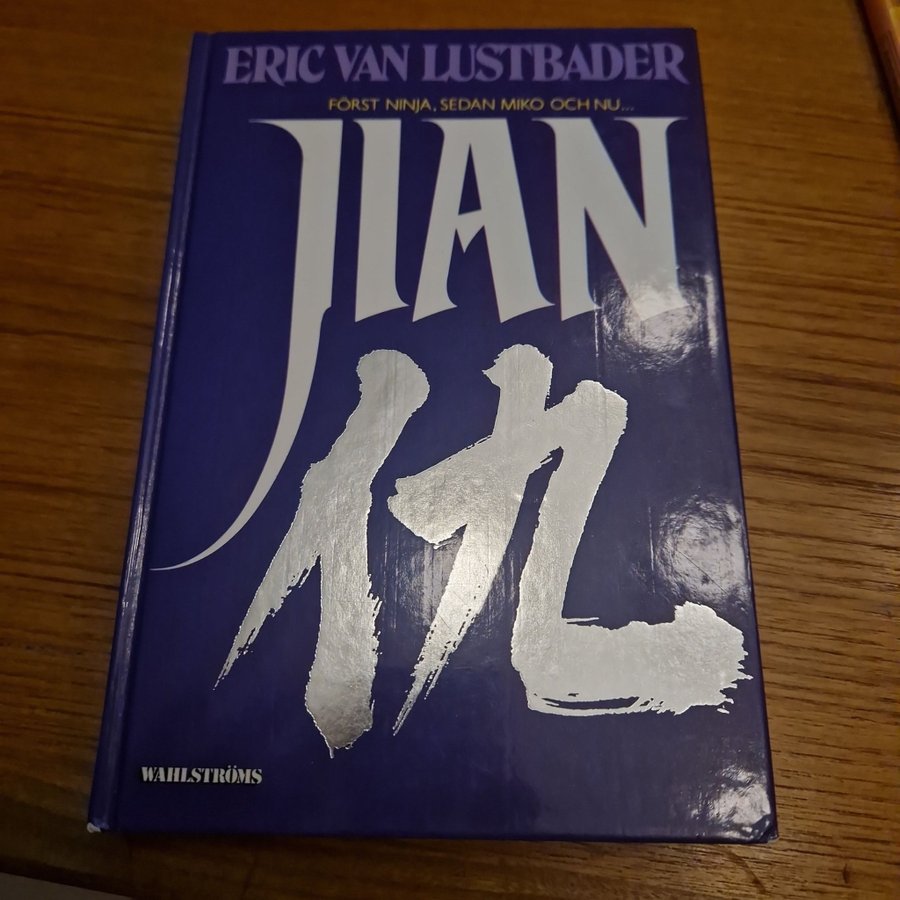 ERIC VAN LUSTBADER
FÖRST NINJA, SEDAN MIKO OCH NU...
JIAN
仇
WAHLSTRÖMS